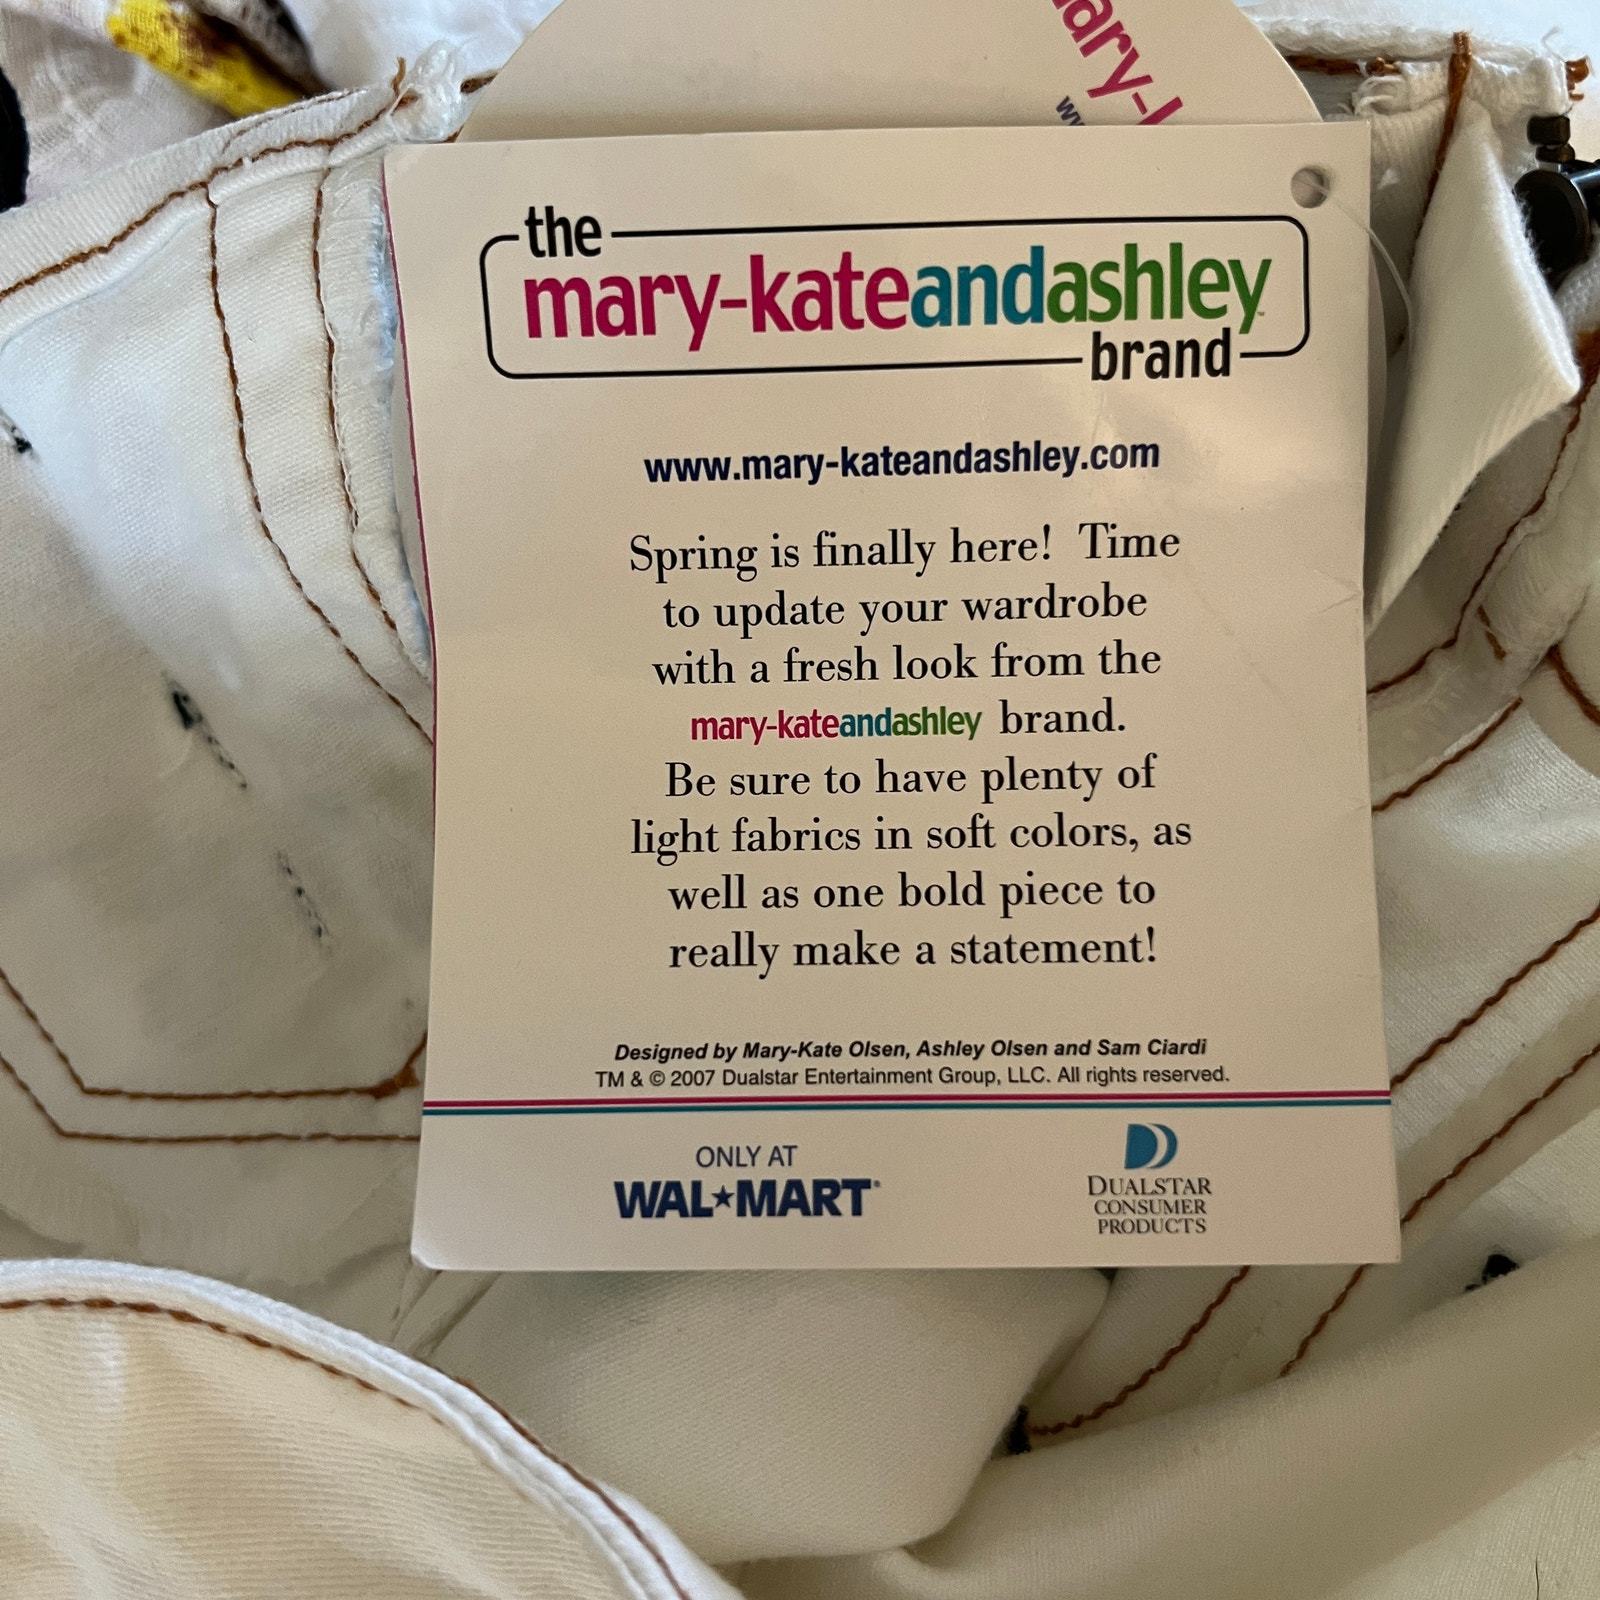 the
mary-kateandashley™
brand
www.mary-kateandashley.com
Spring is finally here! Time
to update your wardrobe
with a fresh look from the
mary-kateandashley brand.
Be sure to have plenty of
light fabrics in soft colors, as
well as one bold piece to
really make a statement!
Designed by Mary-Kate Olsen, Ashley Olsen and Sam Ciardi
TM & © 2007 Dualstar Entertainment Group, LLC. All rights reserved.
ONLY AT
WAL★MART®
DUALSTAR
CONSUMER
PRODUCTS